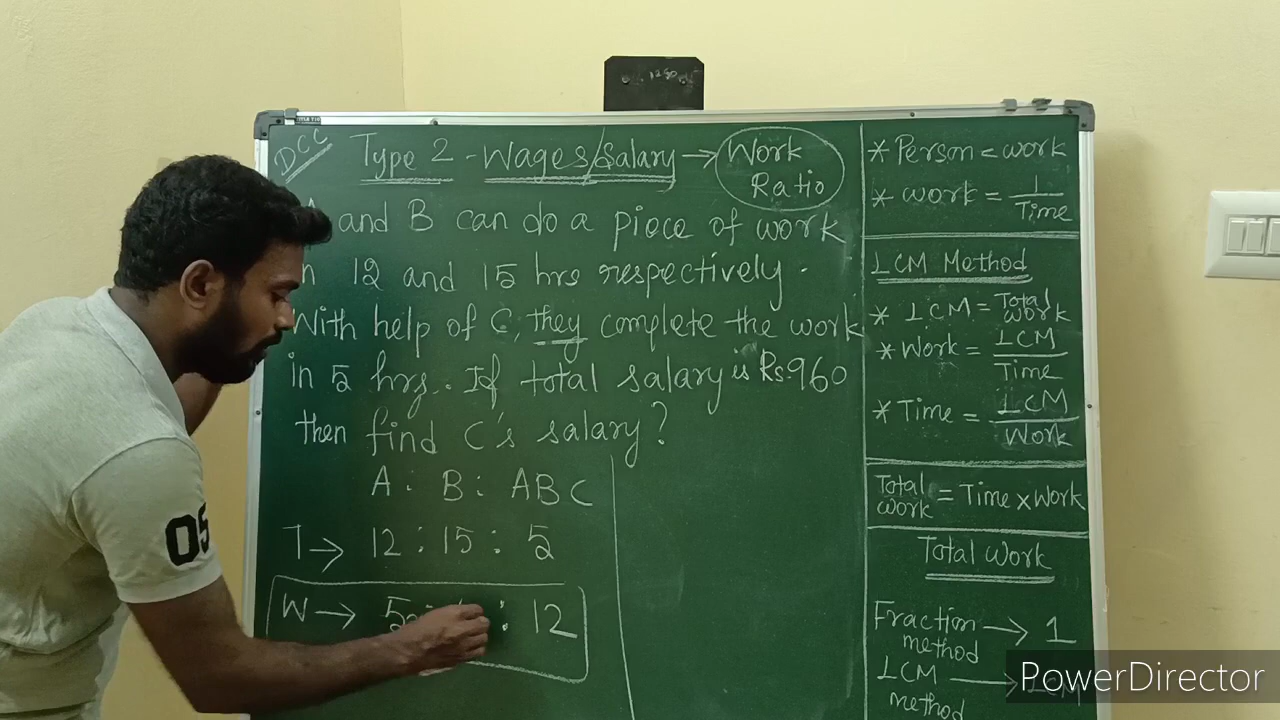 DCC
Type 2 - Wages/Salary → Work Ratio
A and B can do a piece of work
in 12 and 15 hrs respectively.
With help of C, they complete the work
in 5 hrs. If total salary is Rs.960
then find C's salary?
A : B : ABC
T → 12 : 15 : 5
W → 5 : : 12
* Person < work
* work = 1/Time
LCM Method
* LCM = Total work
* Work = LCM/Time
* Time = LCM/Work
Total work = Time x Work
Total Work
Fraction method → 1
LCM method → LCM
05
PowerDirector